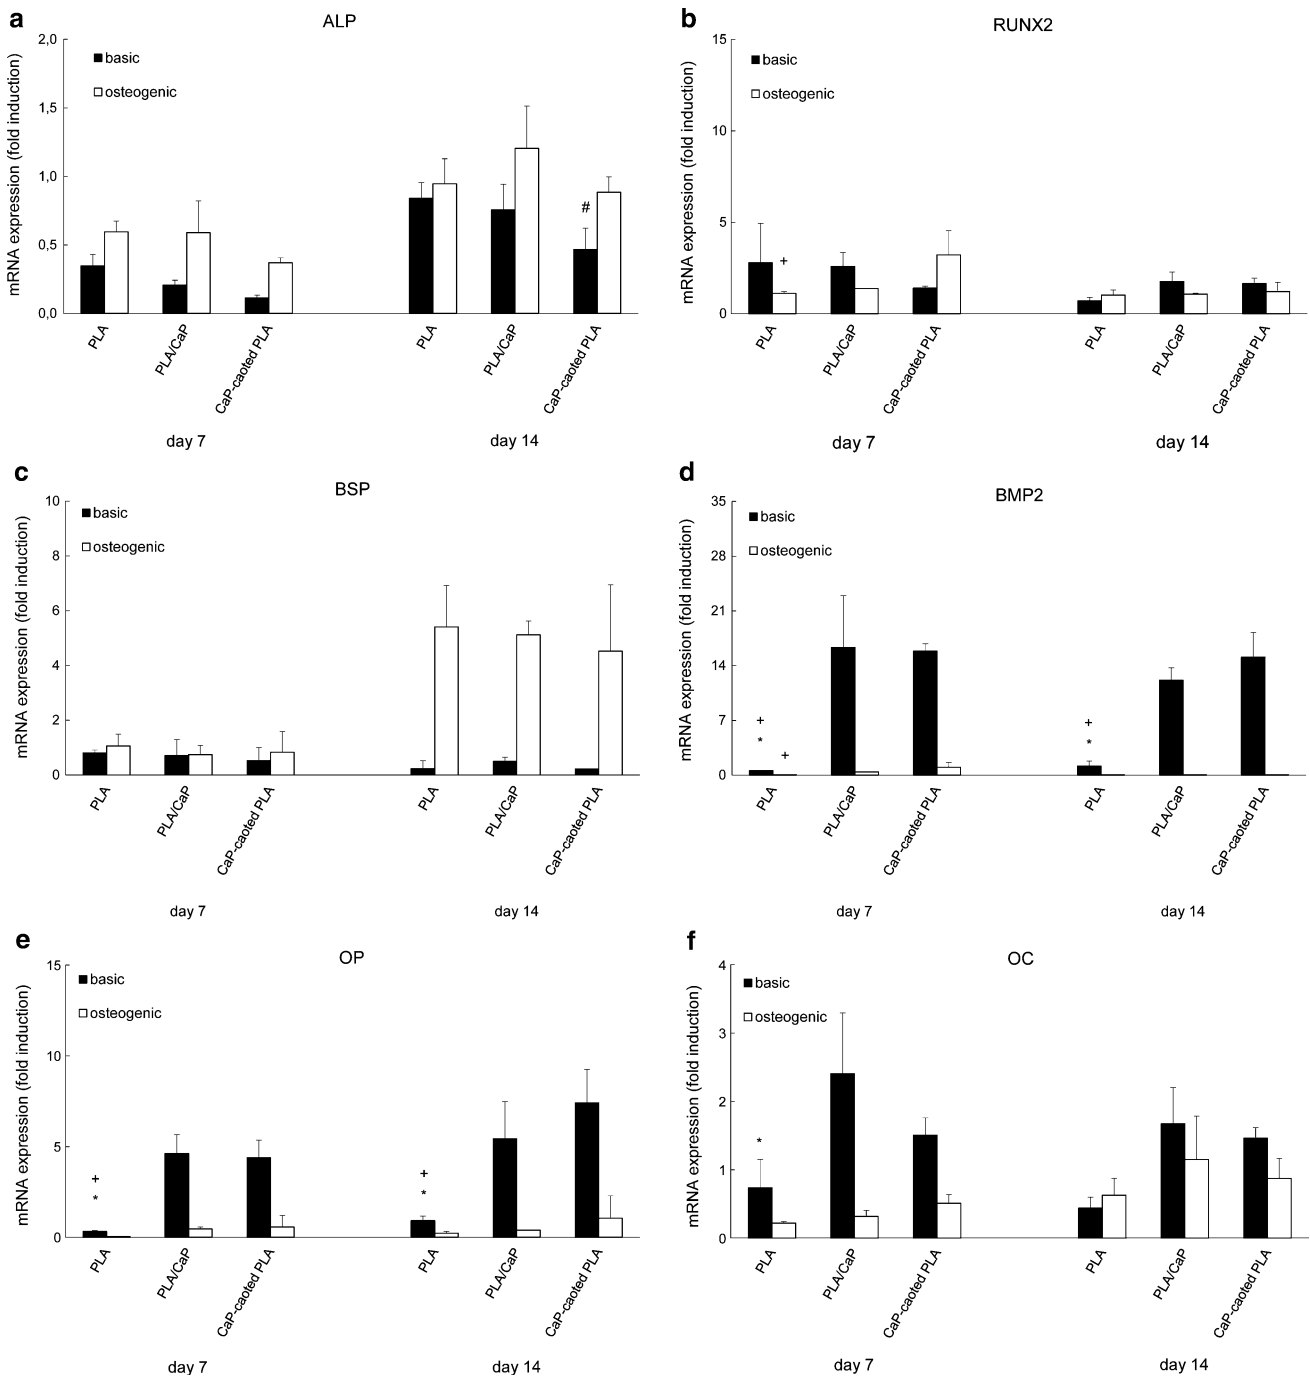 a
ALP
mRNA expression (fold induction)
2,0
1,5
1,0
0,5
0,0
basic
osteogenic
#
PLA
PLA/CaP
CaP-caoted PLA
PLA
PLA/CaP
CaP-caoted PLA
day 7
day 14
b
RUNX2
mRNA expression (fold induction)
15
10
5
0
basic
osteogenic
+
PLA
PLA/CaP
CaP-caoted PLA
PLA
PLA/CaP
CaP-caoted PLA
day 7
day 14
c
BSP
mRNA expression (fold induction)
10
8
6
4
2
0
basic
osteogenic
PLA
PLA/CaP
CaP-caoted PLA
PLA
PLA/CaP
CaP-caoted PLA
day 7
day 14
d
BMP2
mRNA expression (fold induction)
35
28
21
14
7
0
basic
osteogenic
+
*
+
+
*
PLA
PLA/CaP
CaP-caoted PLA
PLA
PLA/CaP
CaP-caoted PLA
day 7
day 14
e
OP
mRNA expression (fold induction)
15
10
5
0
basic
osteogenic
+
*
+
*
PLA
PLA/CaP
CaP-caoted PLA
PLA
PLA/CaP
CaP-caoted PLA
day 7
day 14
f
OC
mRNA expression (fold induction)
4
3
2
1
0
basic
osteogenic
*
PLA
PLA/CaP
CaP-caoted PLA
PLA
PLA/CaP
CaP-caoted PLA
day 7
day 14